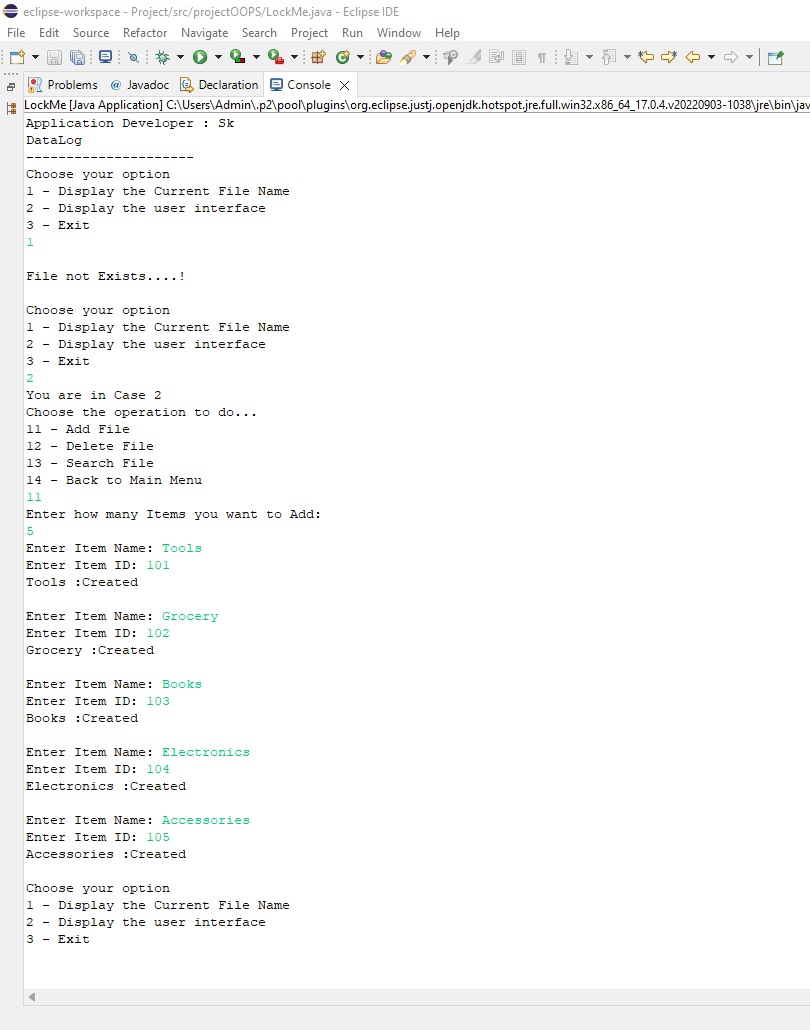 eclipse-workspace - Project/src/projectOOPS/LockMe.java - Eclipse IDE
File Edit Source Refactor Navigate Search Project Run Window Help
Problems @ Javadoc Declaration Console
LockMe [Java Application] C:\Users\Admin\.p2\pool\plugins\org.eclipse.justj.openjdk.hotspot.jre.full.win32.x86_64_17.0.4.v20220903-1038\jre\bin\jav
Application Developer : Sk
DataLog
---------------------
Choose your option
1 - Display the Current File Name
2 - Display the user interface
3 - Exit
1
File not Exists....!
Choose your option
1 - Display the Current File Name
2 - Display the user interface
3 - Exit
2
You are in Case 2
Choose the operation to do...
11 - Add File
12 - Delete File
13 - Search File
14 - Back to Main Menu
11
Enter how many Items you want to Add:
5
Enter Item Name: Tools
Enter Item ID: 101
Tools :Created
Enter Item Name: Grocery
Enter Item ID: 102
Grocery :Created
Enter Item Name: Books
Enter Item ID: 103
Books :Created
Enter Item Name: Electronics
Enter Item ID: 104
Electronics :Created
Enter Item Name: Accessories
Enter Item ID: 105
Accessories :Created
Choose your option
1 - Display the Current File Name
2 - Display the user interface
3 - Exit